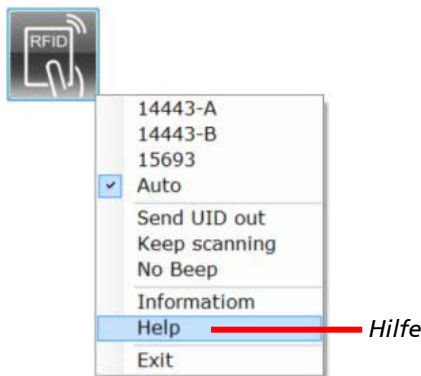 RFID
14443-A
14443-B
15693
Auto
Send UID out
Keep scanning
No Beep
Informatiom
Help
Hilfe
Exit